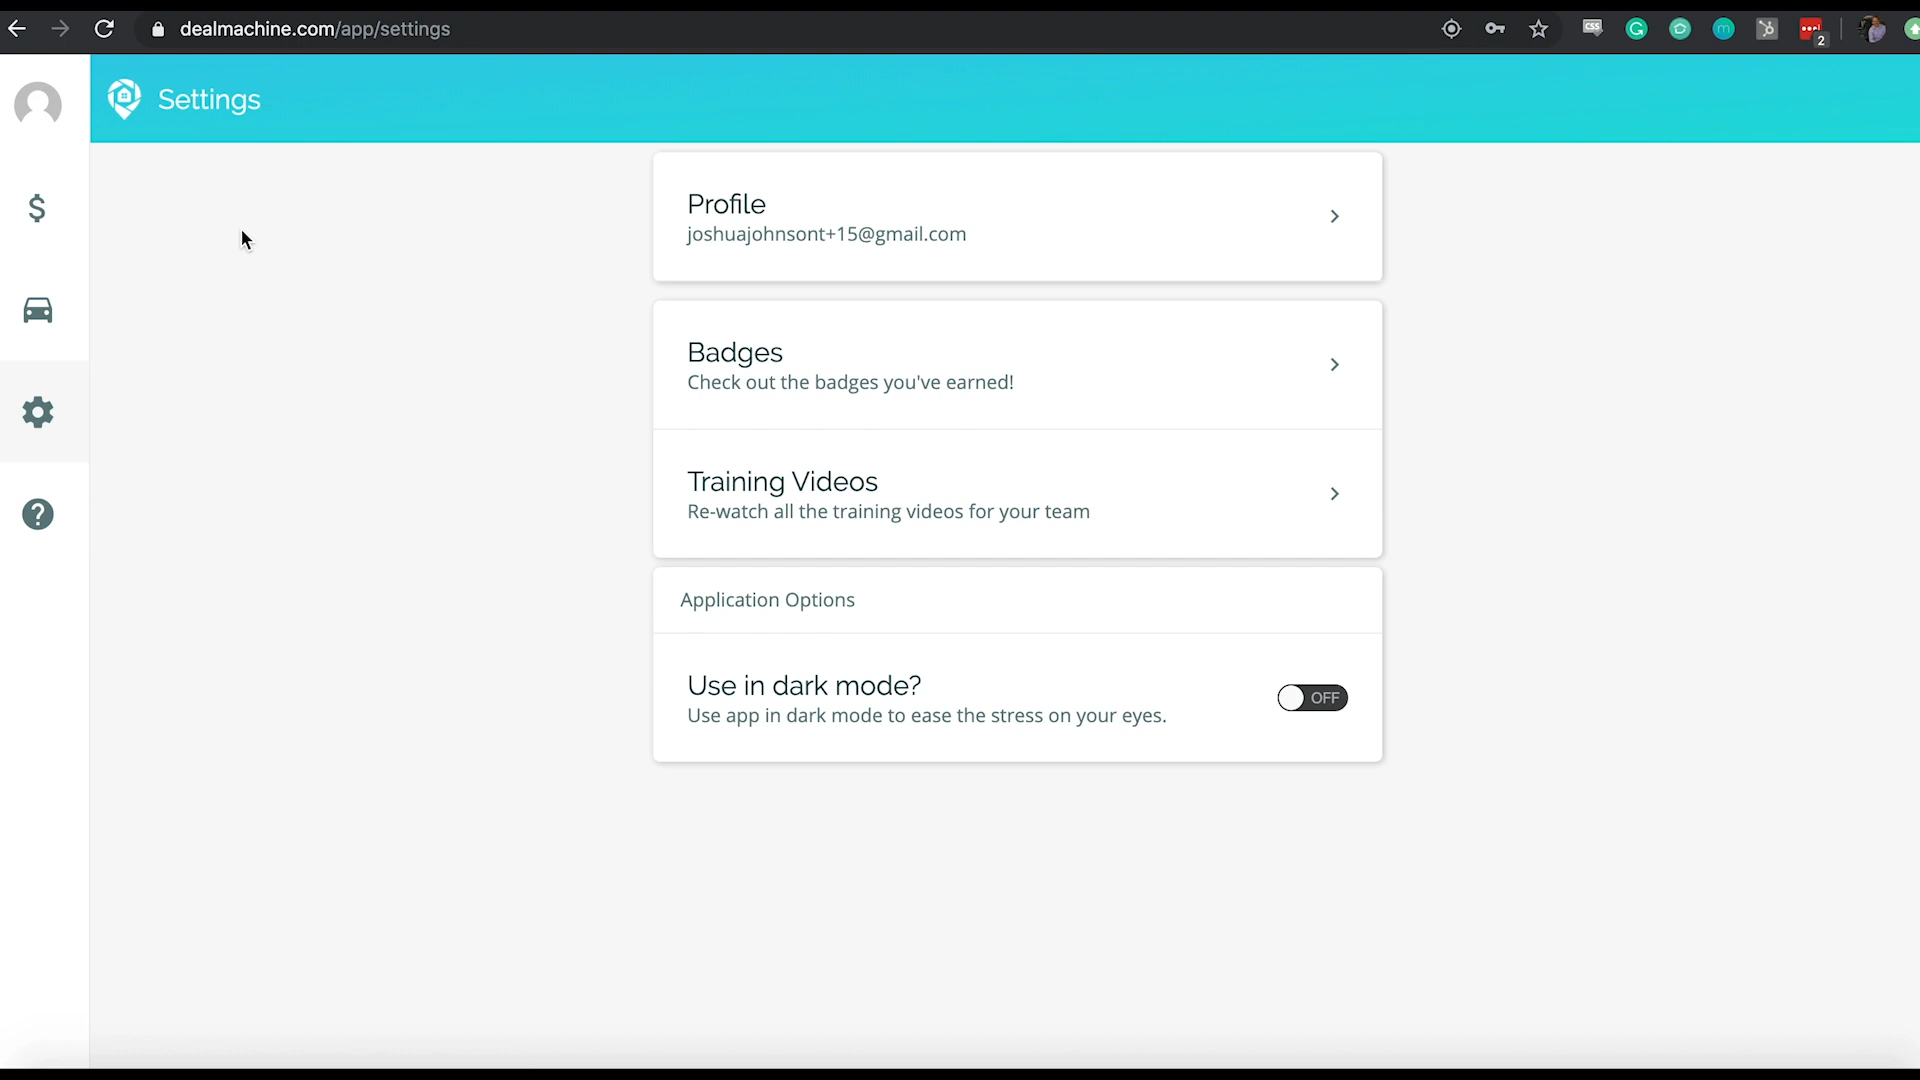 dealmachine.com/app/settings
CSS
2
Settings
Profile
joshuajohnsont+15@gmail.com
Badges
Check out the badges you've earned!
Training Videos
Re-watch all the training videos for your team
Application Options
Use in dark mode?
Use app in dark mode to ease the stress on your eyes.
OFF